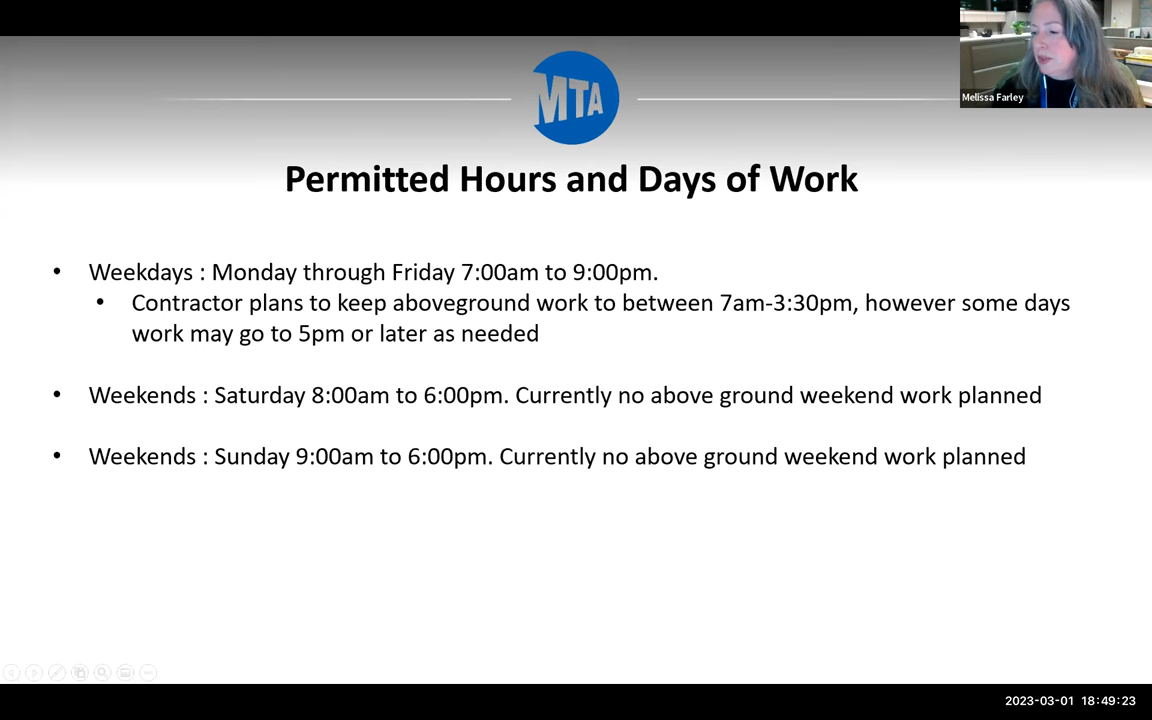 MTA
Melissa Farley
Permitted Hours and Days of Work
• Weekdays : Monday through Friday 7:00am to 9:00pm.
• Contractor plans to keep aboveground work to between 7am-3:30pm, however some days
work may go to 5pm or later as needed
• Weekends : Saturday 8:00am to 6:00pm. Currently no above ground weekend work planned
• Weekends : Sunday 9:00am to 6:00pm. Currently no above ground weekend work planned
2023-03-01 18:49:23